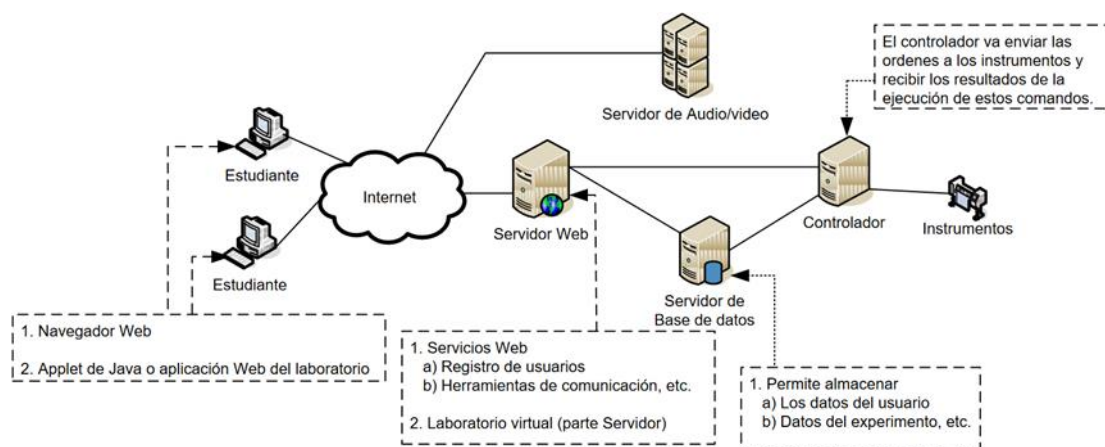 El controlador va enviar las
ordenes a los instrumentos y
recibir los resultados de la
ejecución de estos comandos.
Servidor de Audio/video
Estudiante
Internet
Servidor Web
Controlador
Instrumentos
Estudiante
Servidor de
Base de datos
1. Navegador Web
2. Applet de Java o aplicación Web del laboratorio
1. Servicios Web
a) Registro de usuarios
b) Herramientas de comunicación, etc.
2. Laboratorio virtual (parte Servidor)
1. Permite almacenar
a) Los datos del usuario
b) Datos del experimento, etc.